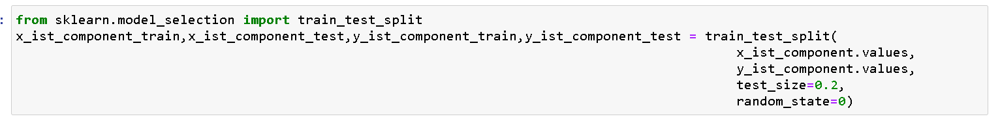 :
from sklearn.model_selection import train_test_split
x_ist_component_train,x_ist_component_test,y_ist_component_train,y_ist_component_test = train_test_split(
x_ist_component.values,
y_ist_component.values,
test_size=0.2,
random_state=0)